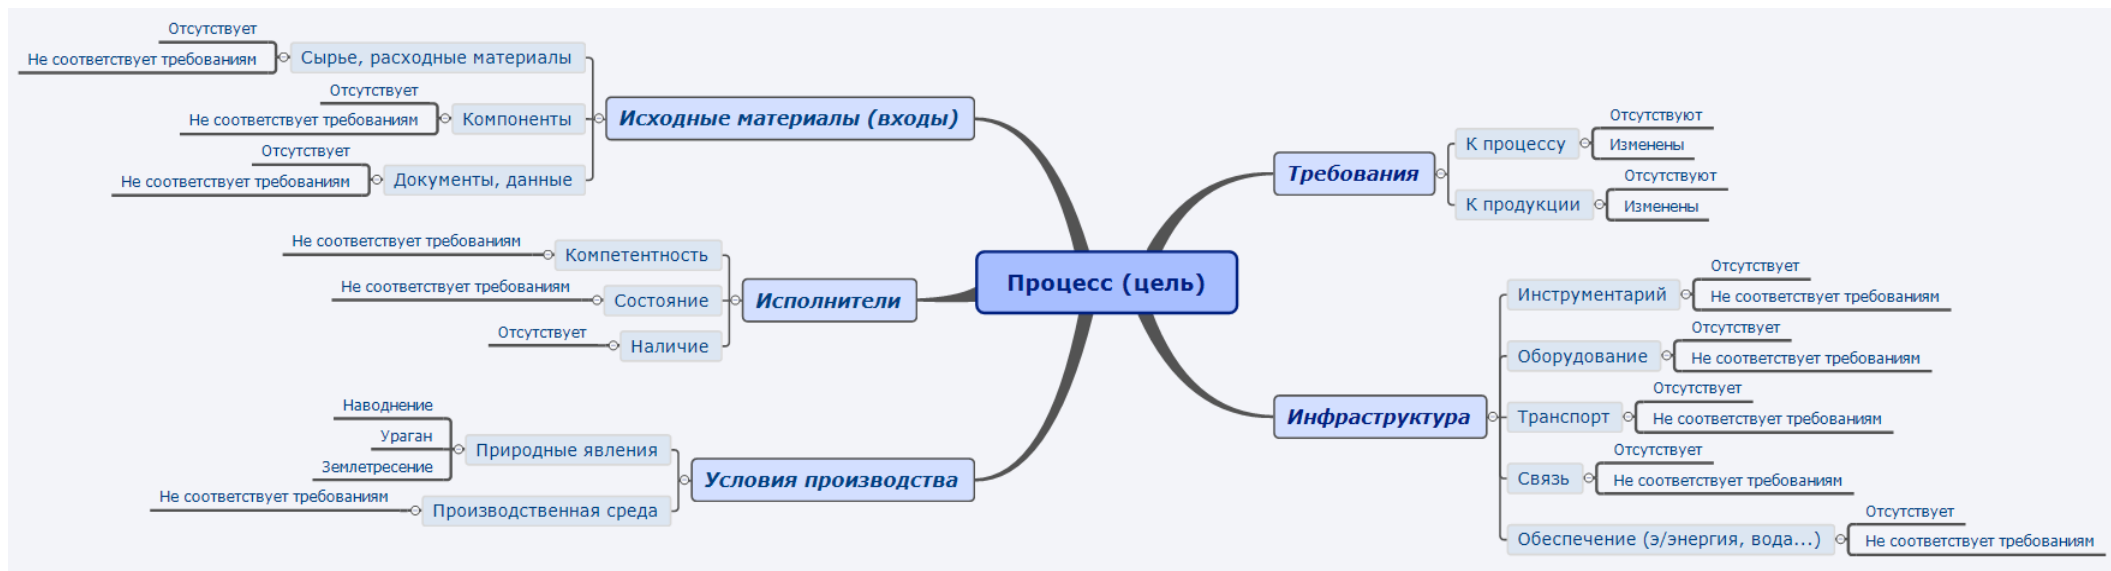 Процесс (цель)
Исходные материалы (входы)
Сырье, расходные материалы
Отсутствует
Не соответствует требованиям
Компоненты
Отсутствует
Не соответствует требованиям
Документы, данные
Отсутствует
Не соответствует требованиям
Исполнители
Компетентность
Не соответствует требованиям
Состояние
Не соответствует требованиям
Наличие
Отсутствует
Условия производства
Природные явления
Наводнение
Ураган
Землетресение
Производственная среда
Не соответствует требованиям
Требования
К процессу
Отсутствуют
Изменены
К продукции
Отсутствуют
Изменены
Инфраструктура
Инструментарий
Отсутствует
Не соответствует требованиям
Оборудование
Отсутствует
Не соответствует требованиям
Транспорт
Отсутствует
Не соответствует требованиям
Связь
Отсутствует
Не соответствует требованиям
Обеспечение (э/энергия, вода...)
Отсутствует
Не соответствует требованиям